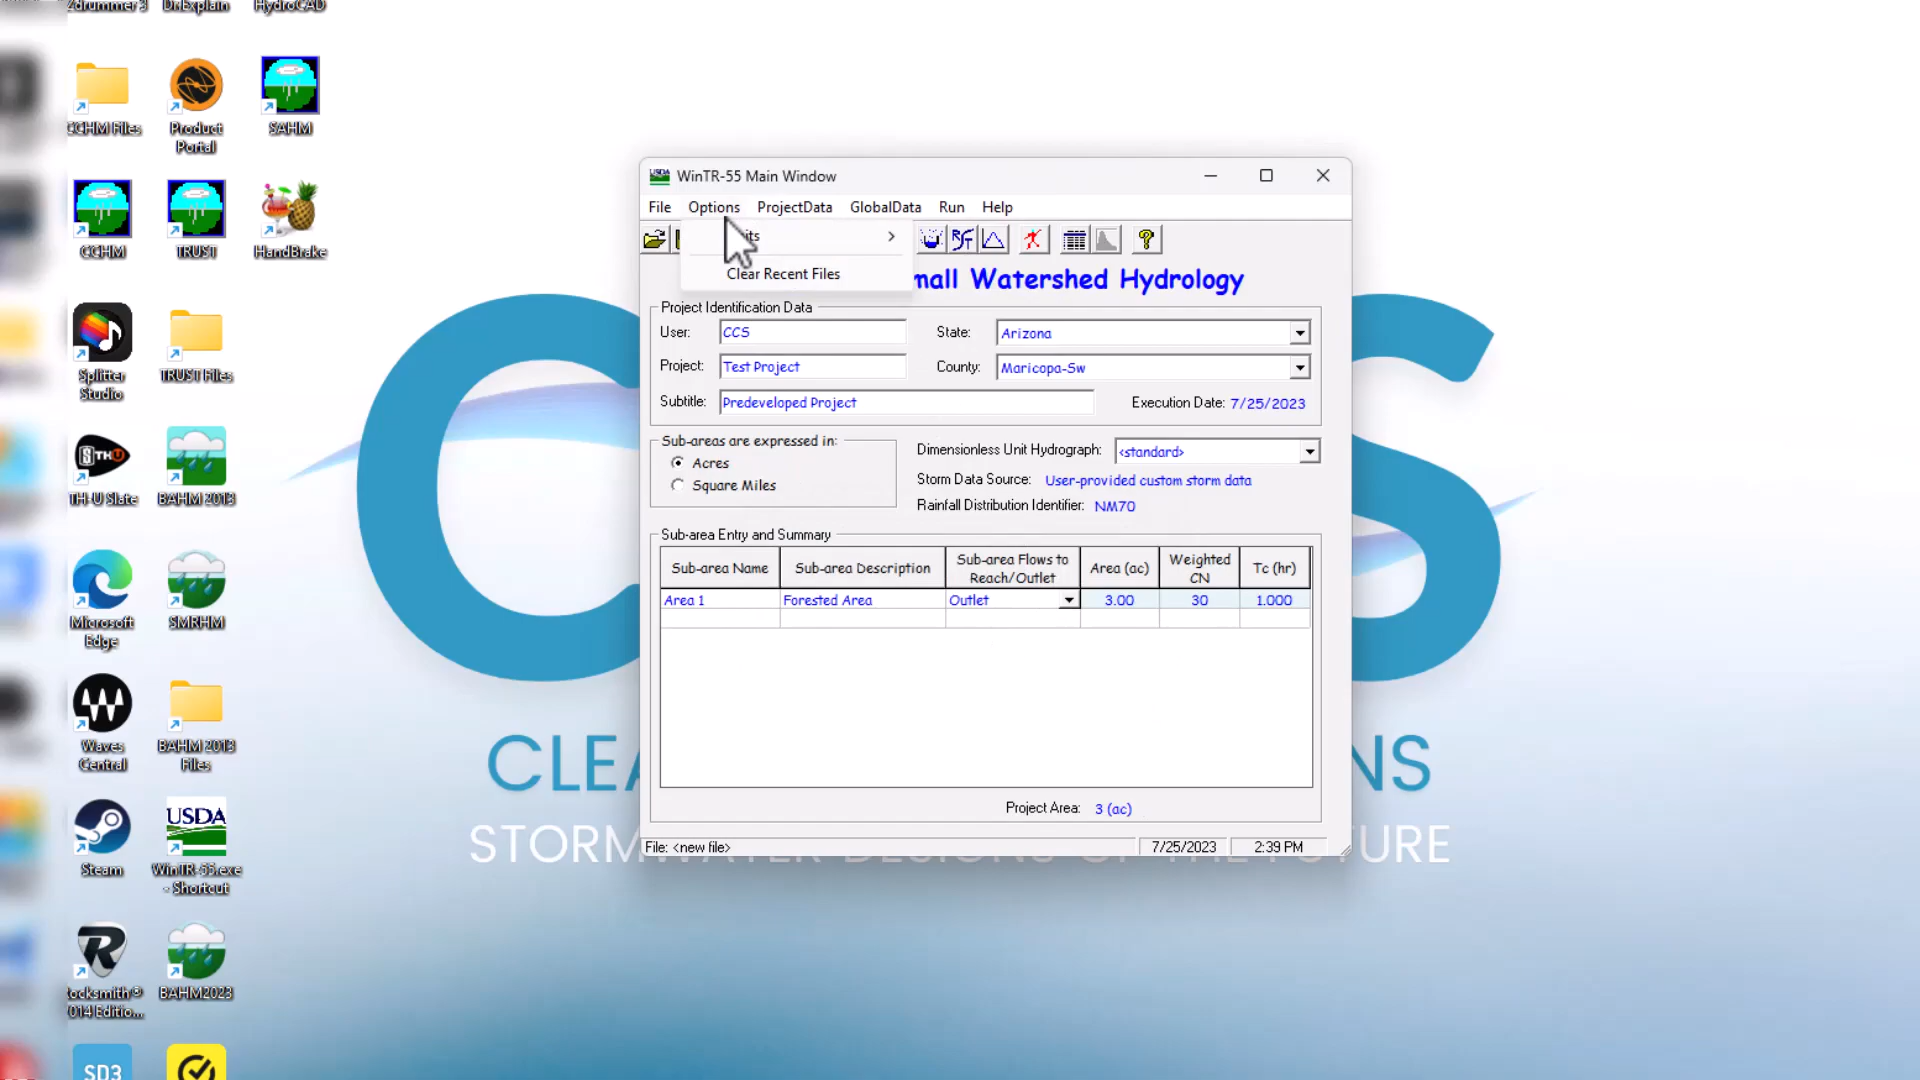 Zdrummer3 Dr.Explain HydroCAD
CCHM Files Product Portal SAHM
CCHM TRUST HandBrake
Splitter Studio TRUST Files
TH-U Slate BAHM 2013
Microsoft Edge SMRHM
Waves Central BAHM 2013 Files
Steam
USDA
WinTR-55.exe - Shortcut
BAHM2023
SD3
USDA WinTR-55 Main Window
File Options ProjectData GlobalData Run Help
Clear Recent Files
mall Watershed Hydrology
Project Identification Data
User: CCS State: Arizona
Project: Test Project County: Maricopa-Sw
Subtitle: Predeveloped Project Execution Date: 7/25/2023
Sub-areas are expressed in:
Acres
Square Miles
Dimensionless Unit Hydrograph: <standard>
Storm Data Source: User-provided custom storm data
Rainfall Distribution Identifier: NM70
Sub-area Entry and Summary
Sub-area Name Sub-area Description Sub-area Flows to Reach/Outlet Area (ac) Weighted CN Tc (hr)
Area 1 Forested Area Outlet 3.00 30 1.000
Project Area: 3 (ac)
File: <new file> 7/25/2023 2:39 PM